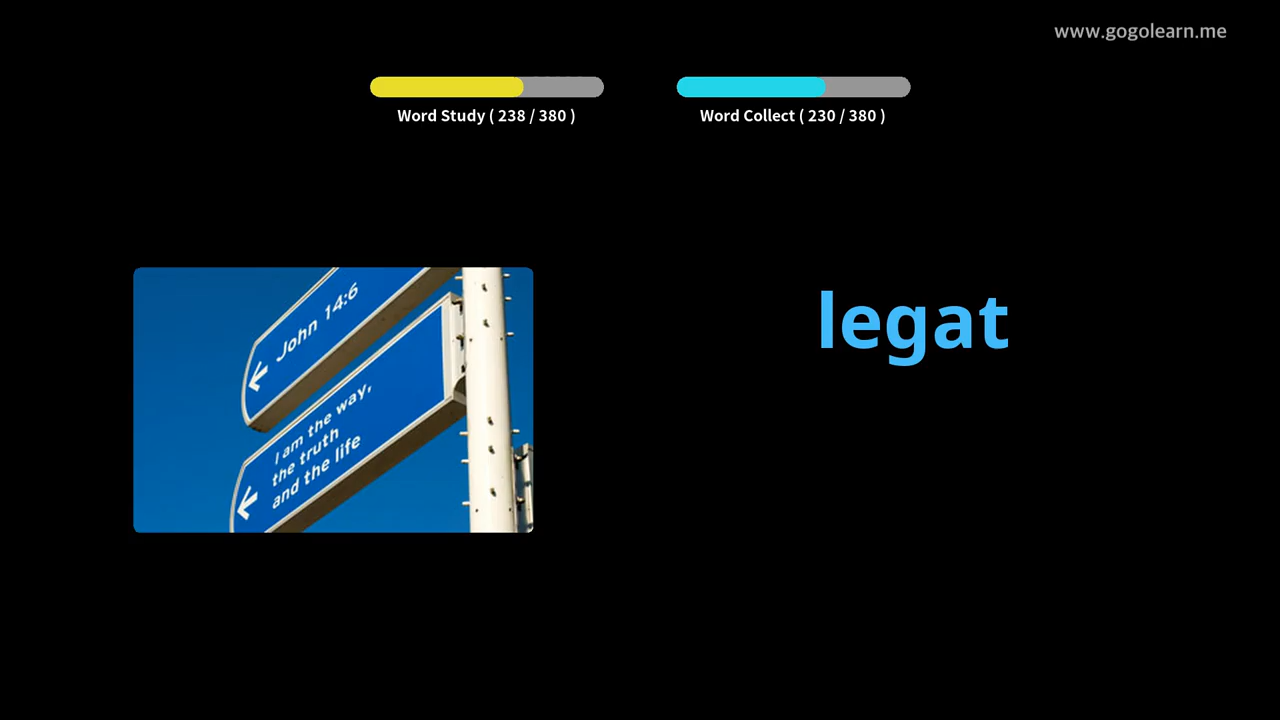 www.gogolearn.me
Word Study ( 238 / 380 )
Word Collect ( 230 / 380 )
John 14:6
I am the way,
the truth
and the life
legat